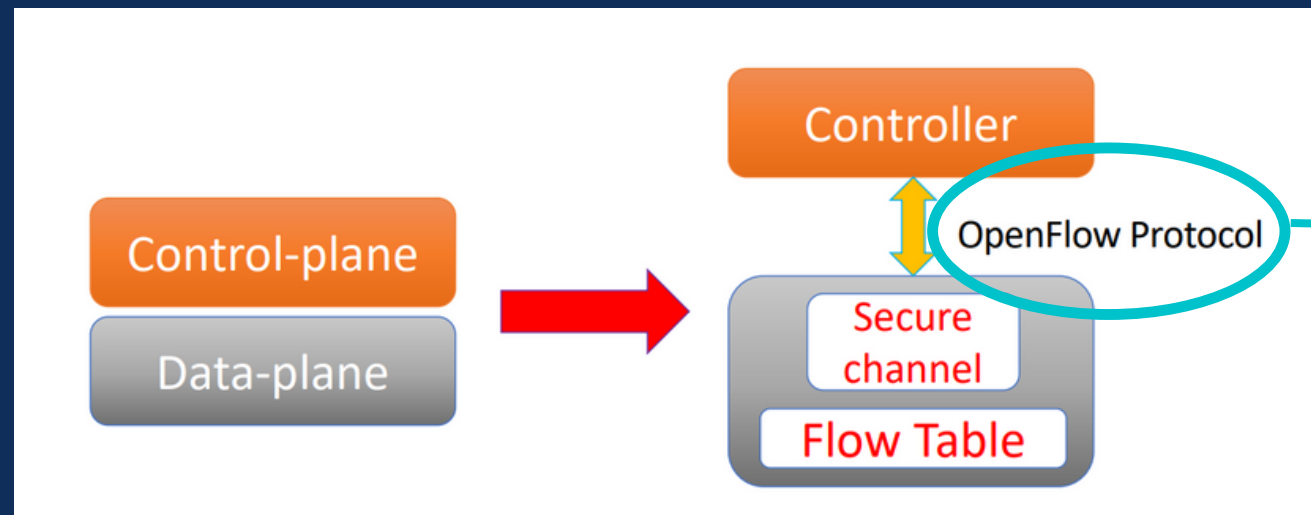 Control-plane
Data-plane
Controller
OpenFlow Protocol
Secure
channel
Flow Table